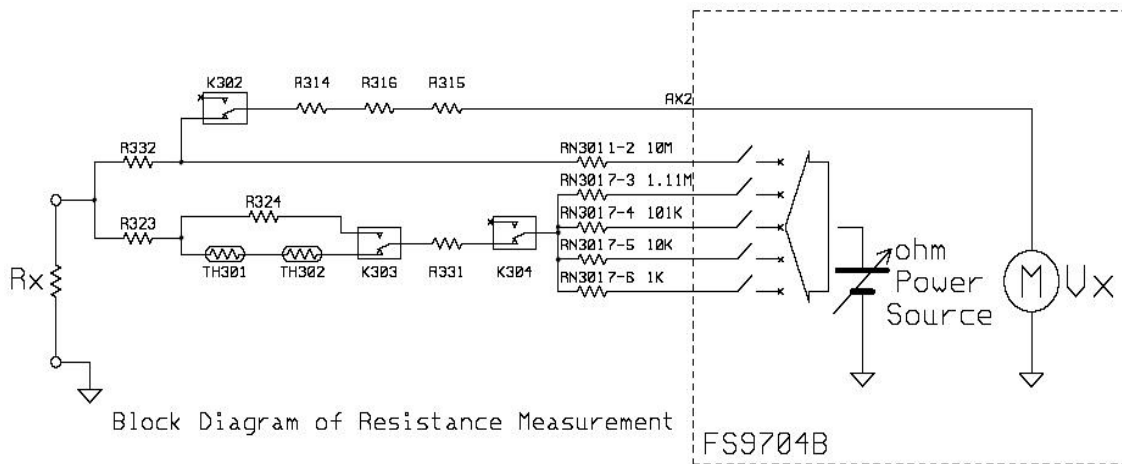 K302
R314
R316
R315
AX2
R332
RN3011-2 10M
RN3017-3 1.11M
R324
R323
RN3017-4 101K
RN3017-5 10K
TH301
TH302
K303
R331
K304
RN3017-6 1K
Rx
ohm
Power
Source
M
Vx
Block Diagram of Resistance Measurement
FS9704B